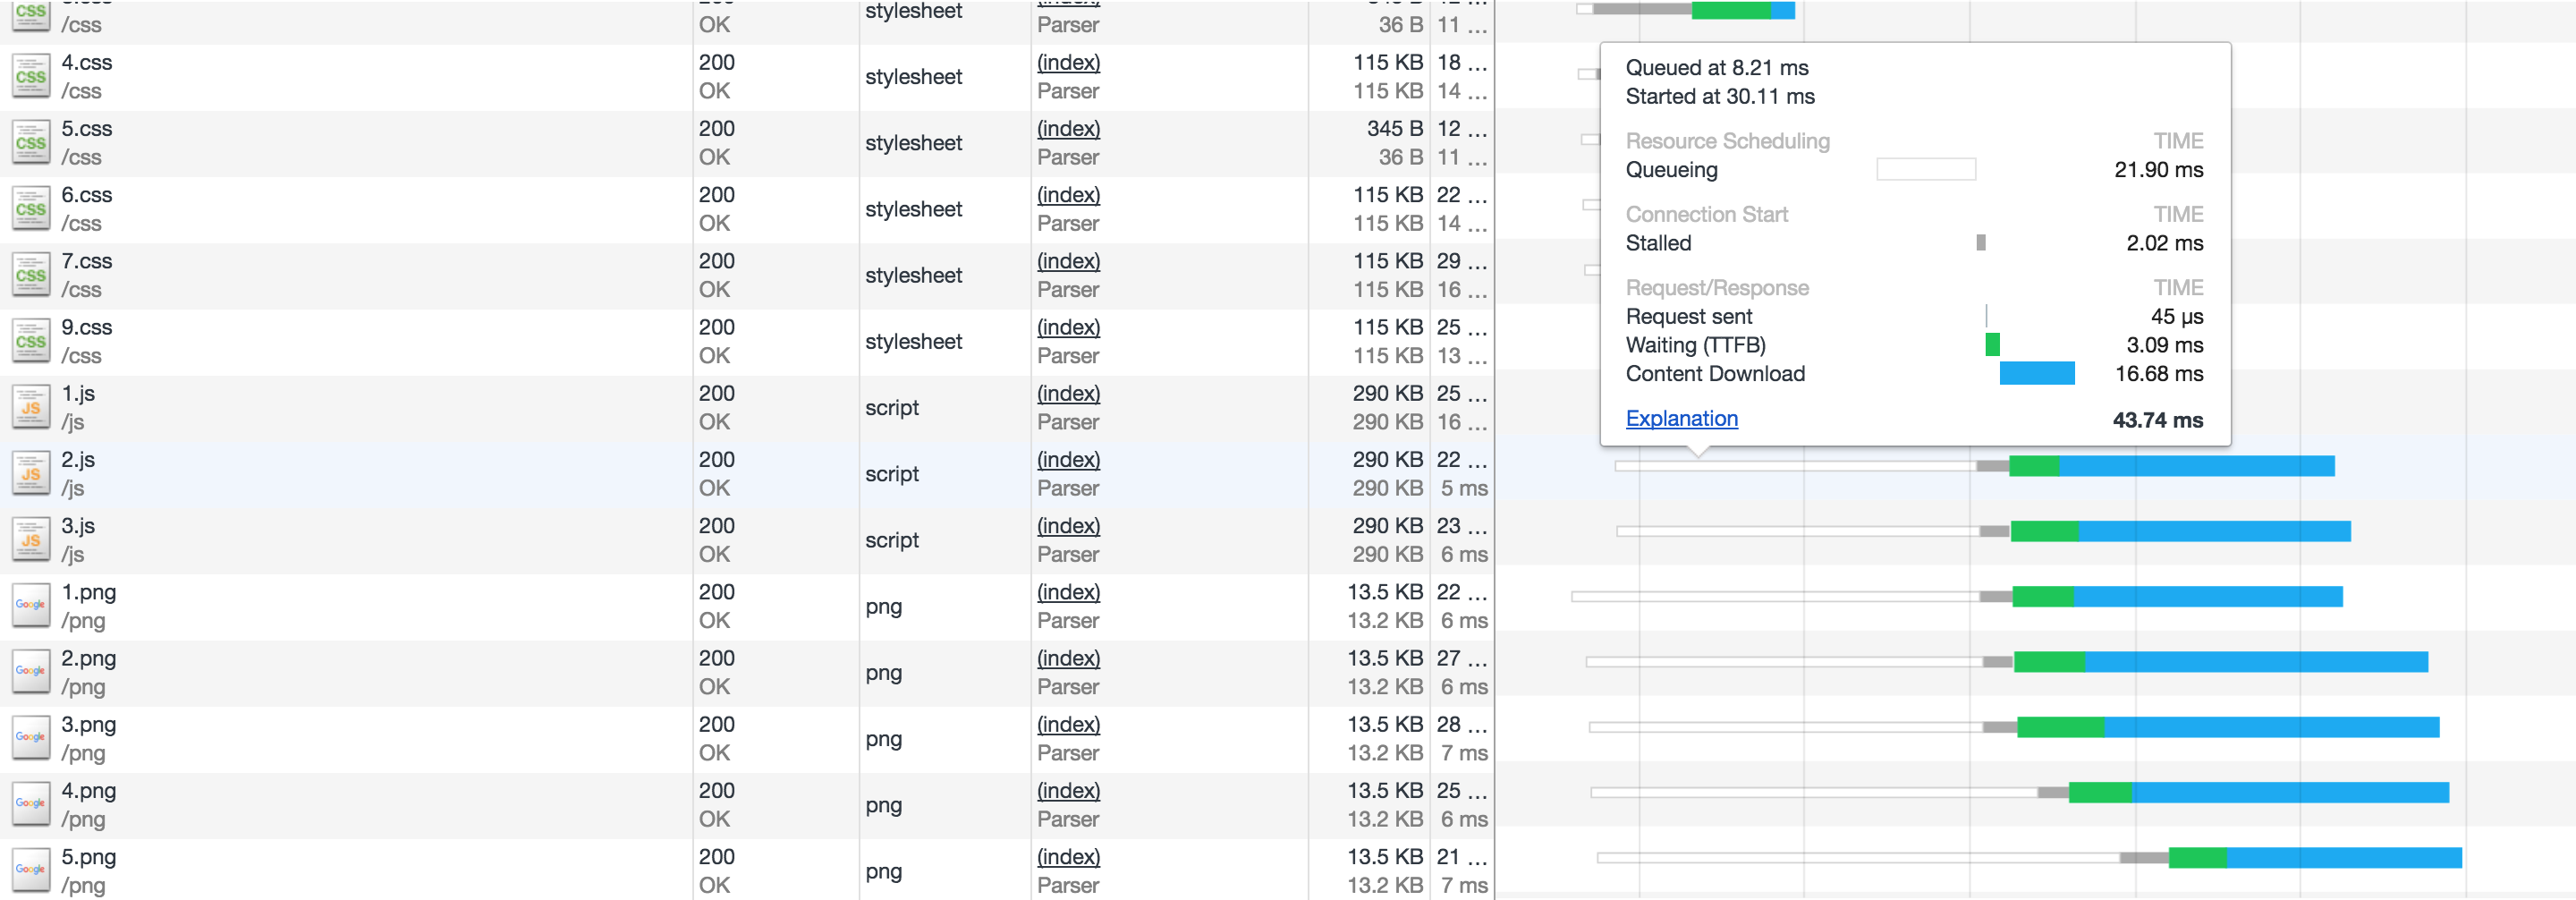 stylesheet
/css OK Parser 36 B 11 ...
4.css 200 (index) 115 KB 18 ...
stylesheet
/css OK Parser 115 KB 14 ...
5.css 200 (index) 345 B 12 ...
stylesheet
/css OK Parser 36 B 11 ...
6.css 200 (index) 115 KB 22 ...
stylesheet
/css OK Parser 115 KB 14 ...
7.css 200 (index) 115 KB 29 ...
stylesheet
/css OK Parser 115 KB 16 ...
9.css 200 (index) 115 KB 25 ...
stylesheet
/css OK Parser 115 KB 13 ...
1.js 200 (index) 290 KB 25 ...
script
/js OK Parser 290 KB 16 ...
2.js 200 (index) 290 KB 22 ...
script
/js OK Parser 290 KB 5 ms
3.js 200 (index) 290 KB 23 ...
script
/js OK Parser 290 KB 6 ms
1.png 200 (index) 13.5 KB 22 ...
png
/png OK Parser 13.2 KB 6 ms
2.png 200 (index) 13.5 KB 27 ...
png
/png OK Parser 13.2 KB 6 ms
3.png 200 (index) 13.5 KB 28 ...
png
/png OK Parser 13.2 KB 7 ms
4.png 200 (index) 13.5 KB 25 ...
png
/png OK Parser 13.2 KB 6 ms
5.png 200 (index) 13.5 KB 21 ...
png
/png OK Parser 13.2 KB 7 ms
CSS
CSS
CSS
CSS
CSS
CSS
JS
JS
JS
Google
Google
Google
Google
Google
Queued at 8.21 ms
Started at 30.11 ms
Resource Scheduling TIME
Queueing 21.90 ms
Connection Start TIME
Stalled 2.02 ms
Request/Response TIME
Request sent 45 µs
Waiting (TTFB) 3.09 ms
Content Download 16.68 ms
Explanation 43.74 ms